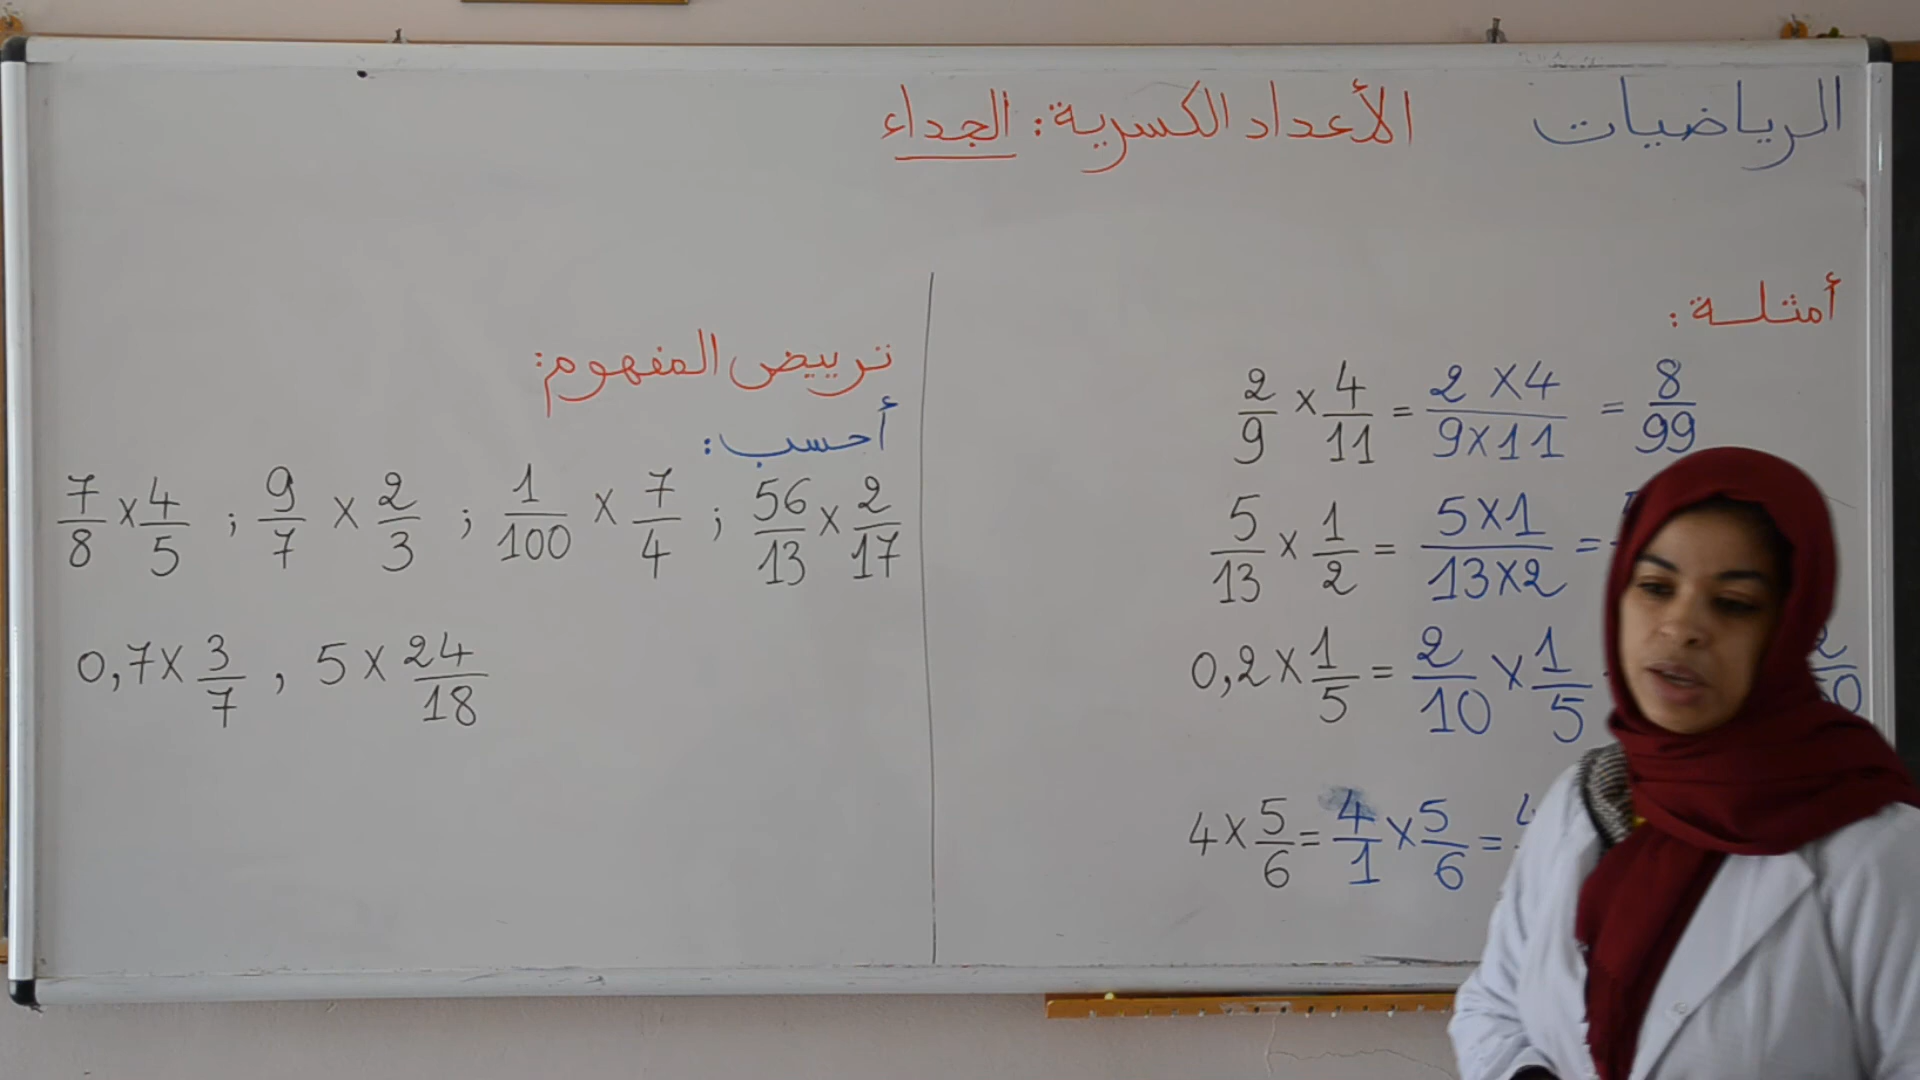 الرياضيات
الأعداد الكسرية: الجداء
أمثلة:
2/9 × 4/11 = 2×4/9×11 = 8/99
5/13 × 1/2 = 5×1/13×2 =
0,2 × 1/5 = 2/10 × 1/5
4 × 5/6 = 4/1 × 5/6 =
ترييض المفهوم:
أحسب:
7/8 × 4/5 ; 9/7 × 2/3 ; 1/100 × 7/4 ; 56/13 × 2/17
0,7 × 3/7 , 5 × 24/18